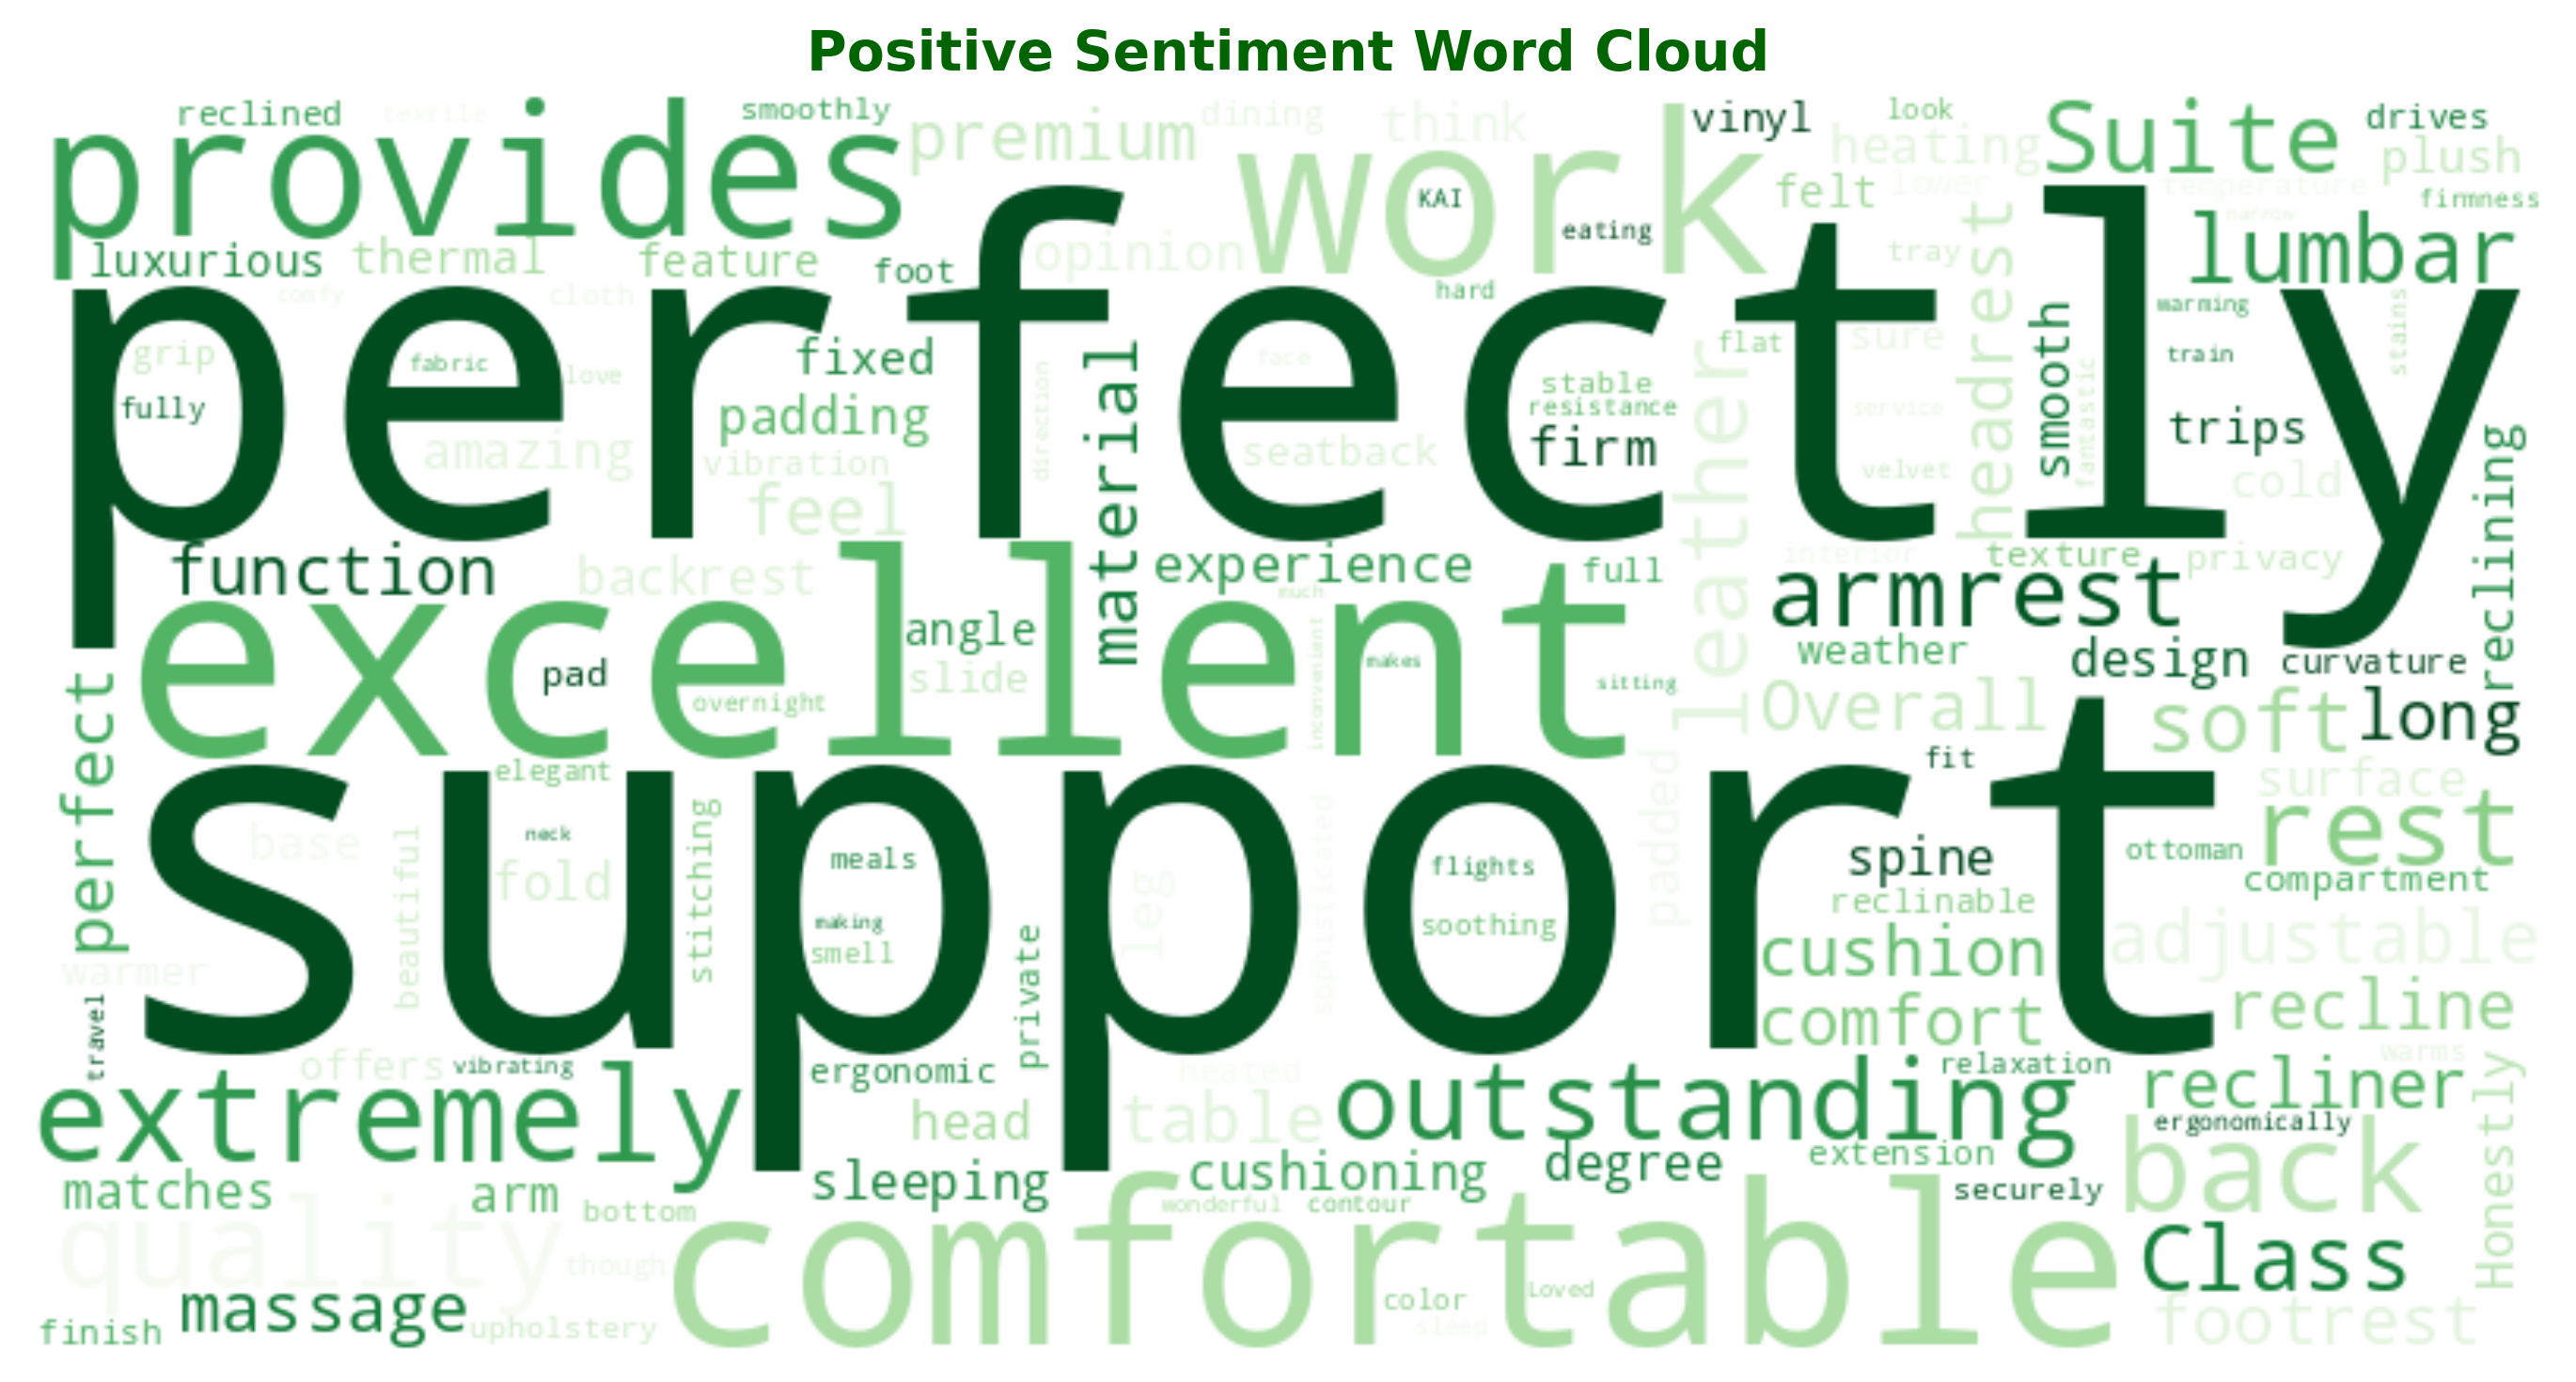 Positive Sentiment Word Cloud
reclined
textile
smoothly
premium
dining
think
vinyl
look
Suite
drives
provides
work
heating
plush
KAI
felt
lower
temperature
firmness
narrow
luxurious
thermal
feature
foot
opinion
eating
tray
headrest
lumbar
comfy
cloth
hard
perfectly
warming
stains
grip
fabric
love
fixed
material
face
flat
sure
smooth
train
fully
padding
direction
stable
resistance
service
fantastic
trips
amazing
vibration
seatback
firm
leather
velvet
cold
reclining
feel
function
backrest
experience
full
interior
texture
privacy
much
armrest
excellent
angle
weather
design
curvature
pad
slide
inconvenient
makes
sitting
overnight
Overall
soft
long
perfect
elegant
fit
surface
support
base
beautiful
neck
stitching
meals
flights
padded
spine
ottoman
rest
fold
leg
sophisticated
reclinable
compartment
making
soothing
smell
private
cushion
adjustable
warmer
travel
comfort
recline
offers
vibrating
ergonomic
heated
relaxation
warms
recliner
Honestly
extremely
head
table
outstanding
ergonomically
back
matches
arm
sleeping
cushioning
degree
extension
securely
bottom
wonderful
contour
quality
though
comfortable
Class
massage
color
Loved
footrest
finish
upholstery
sleep